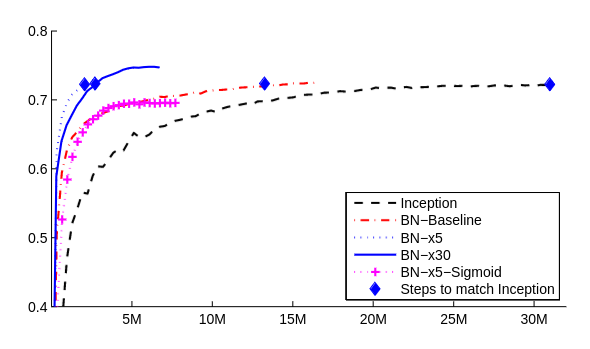 0.8
0.7
0.6
0.5
0.4
5M 10M 15M 20M 25M 30M
Inception
BN−Baseline
BN−x5
BN−x30
BN−x5−Sigmoid
Steps to match Inception